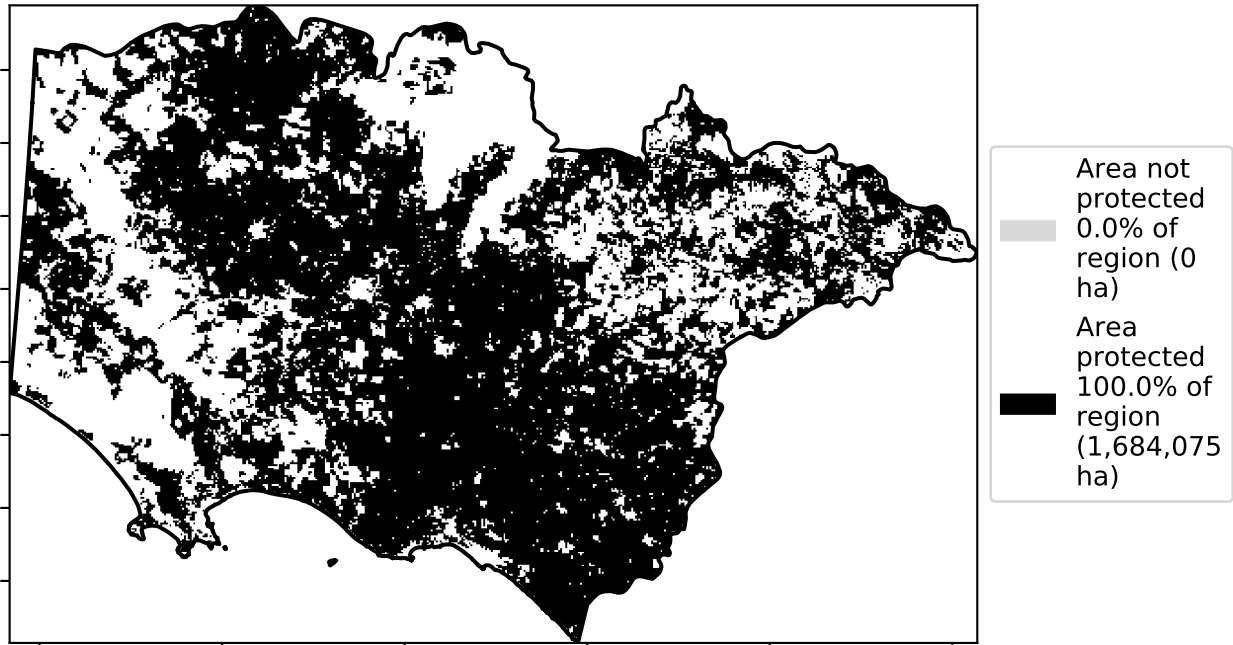 Area not
protected
0.0% of
region (0
ha)
Area
protected
100.0% of
region
(1,684,075
ha)